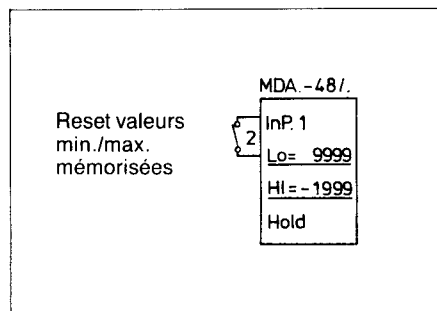 MDA.-48/.
Reset valeurs
min./max.
mémorisées
2
InP. 1
Lo= 9999
HI=-1999
Hold